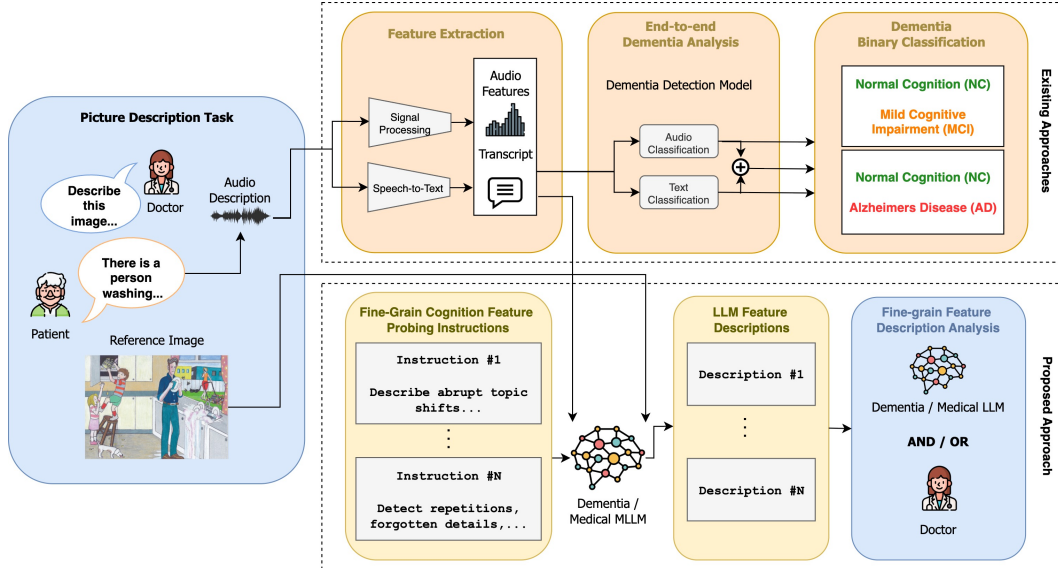 Picture Description Task
Describe
this
image...
Doctor
Audio
Description
There is a
person
washing...
Patient
Reference Image
Existing Approaches
Feature Extraction
Signal
Processing
Speech-to-Text
Audio
Features
Transcript
End-to-end
Dementia Analysis
Dementia Detection Model
Audio
Classification
Text
Classification
Dementia
Binary Classification
Normal Cognition (NC)
Mild Cognitive
Impairment (MCI)
Normal Cognition (NC)
Alzheimers Disease (AD)
Proposed Approach
Fine-Grain Cognition Feature
Probing Instructions
Instruction #1
Describe abrupt topic
shifts...
Instruction #N
Detect repetitions,
forgotten details,...
Dementia /
Medical MLLM
LLM Feature
Descriptions
Description #1
Description #N
Fine-grain Feature
Description Analysis
Dementia / Medical LLM
AND / OR
Doctor